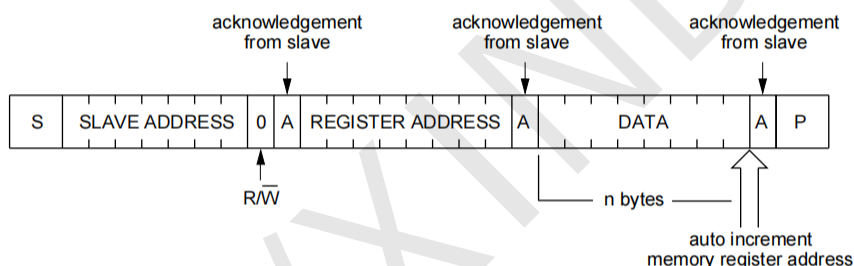 acknowledgement
from slave
acknowledgement
from slave
acknowledgement
from slave
S SLAVE ADDRESS 0 A REGISTER ADDRESS A DATA A P
R/W̅
n bytes
auto increment
memory register address